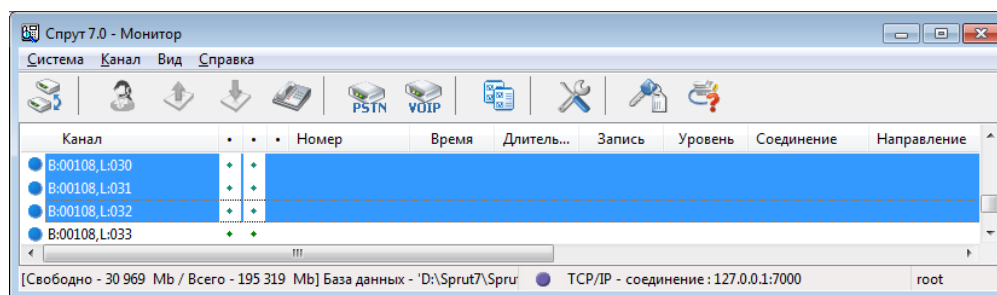 Спрут 7.0 - Монитор
Система Канал Вид Справка
PSTN VOIP
Канал • • • Номер Время Длитель... Запись Уровень Соединение Направление
B:00108,L:030
B:00108,L:031
B:00108,L:032
B:00108,L:033
[Свободно - 30 969 Mb / Всего - 195 319 Mb] База данных - 'D:\Sprut7\Sprut TCP/IP - соединение : 127.0.0.1:7000 root